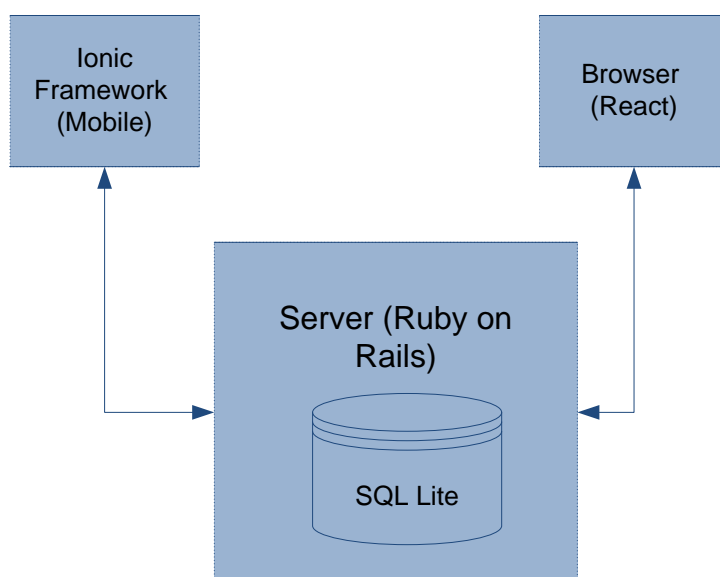 Ionic
Framework
(Mobile)
Browser
(React)
Server (Ruby on
Rails)
SQL Lite